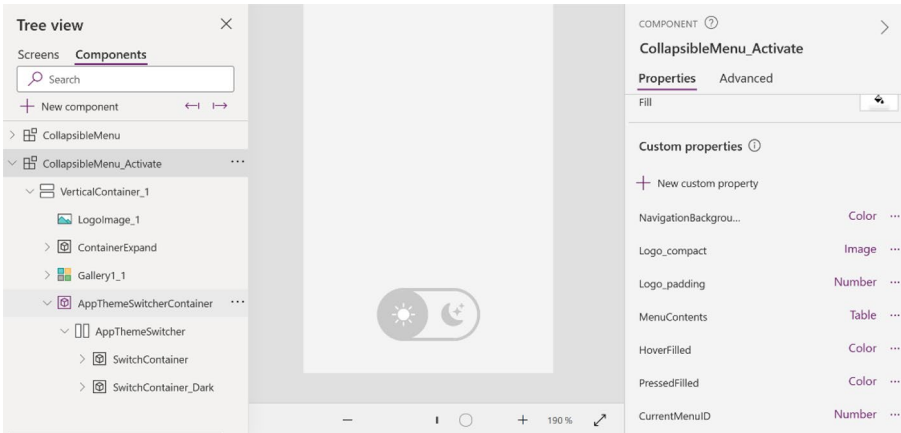 Tree view
Screens Components
Search
New component
CollapsibleMenu
CollapsibleMenu_Activate
VerticalContainer_1
LogoImage_1
ContainerExpand
Gallery1_1
AppThemeSwitcherContainer
AppThemeSwitcher
SwitchContainer
SwitchContainer_Dark
190 %
COMPONENT
CollapsibleMenu_Activate
Properties Advanced
Fill
Custom properties
New custom property
NavigationBackgrou... Color
Logo_compact Image
Logo_padding Number
MenuContents Table
HoverFilled Color
PressedFilled Color
CurrentMenuID Number